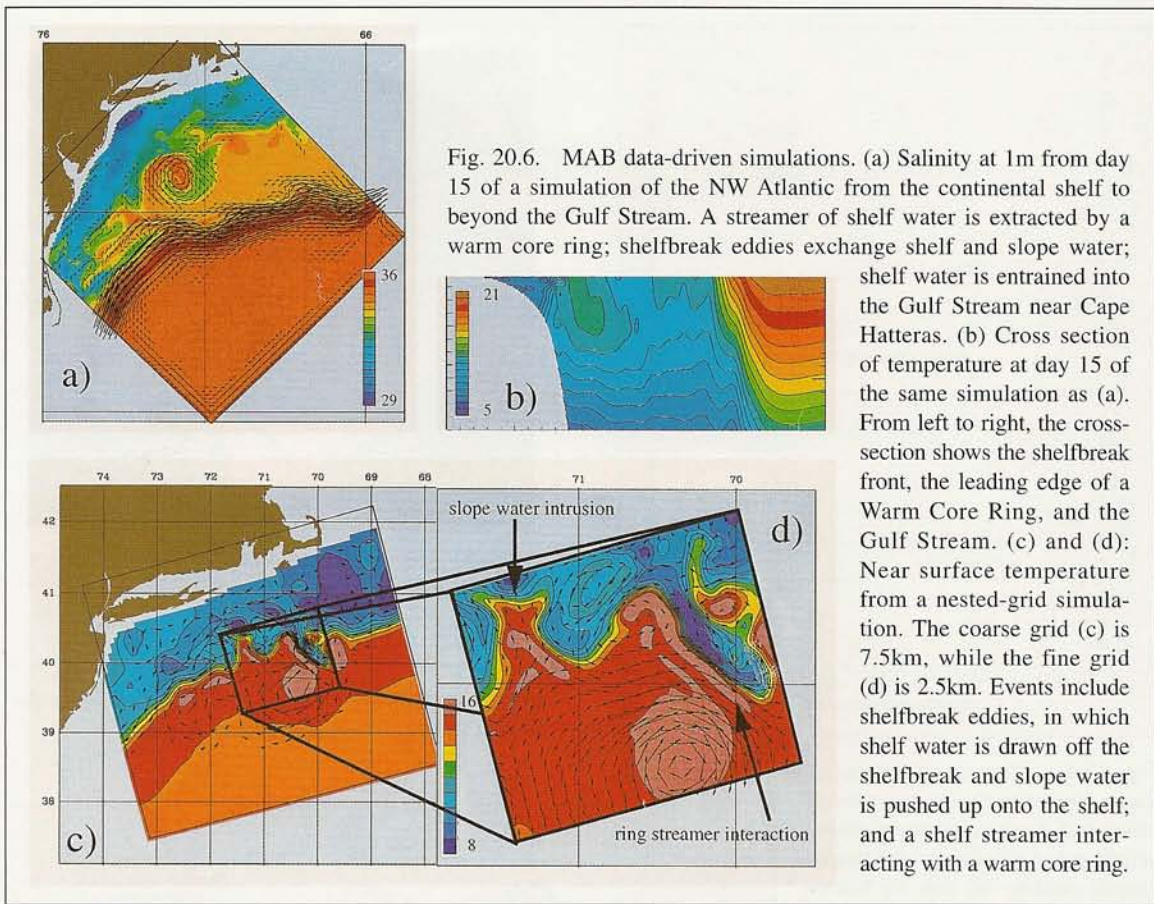 76
66
36
29
a)
Fig. 20.6. MAB data-driven simulations. (a) Salinity at 1m from day
15 of a simulation of the NW Atlantic from the continental shelf to
beyond the Gulf Stream. A streamer of shelf water is extracted by a
warm core ring; shelfbreak eddies exchange shelf and slope water;
shelf water is entrained into
the Gulf Stream near Cape
Hatteras. (b) Cross section
of temperature at day 15 of
the same simulation as (a).
From left to right, the cross-
section shows the shelfbreak
front, the leading edge of a
Warm Core Ring, and the
Gulf Stream. (c) and (d):
Near surface temperature
from a nested-grid simula-
tion. The coarse grid (c) is
7.5km, while the fine grid
(d) is 2.5km. Events include
shelfbreak eddies, in which
shelf water is drawn off the
shelfbreak and slope water
is pushed up onto the shelf;
and a shelf streamer inter-
acting with a warm core ring.
21
5
b)
74 73 72 71 70 69 68
42
41
40
39
38
c)
71 70
slope water intrusion
d)
16
8
ring streamer interaction